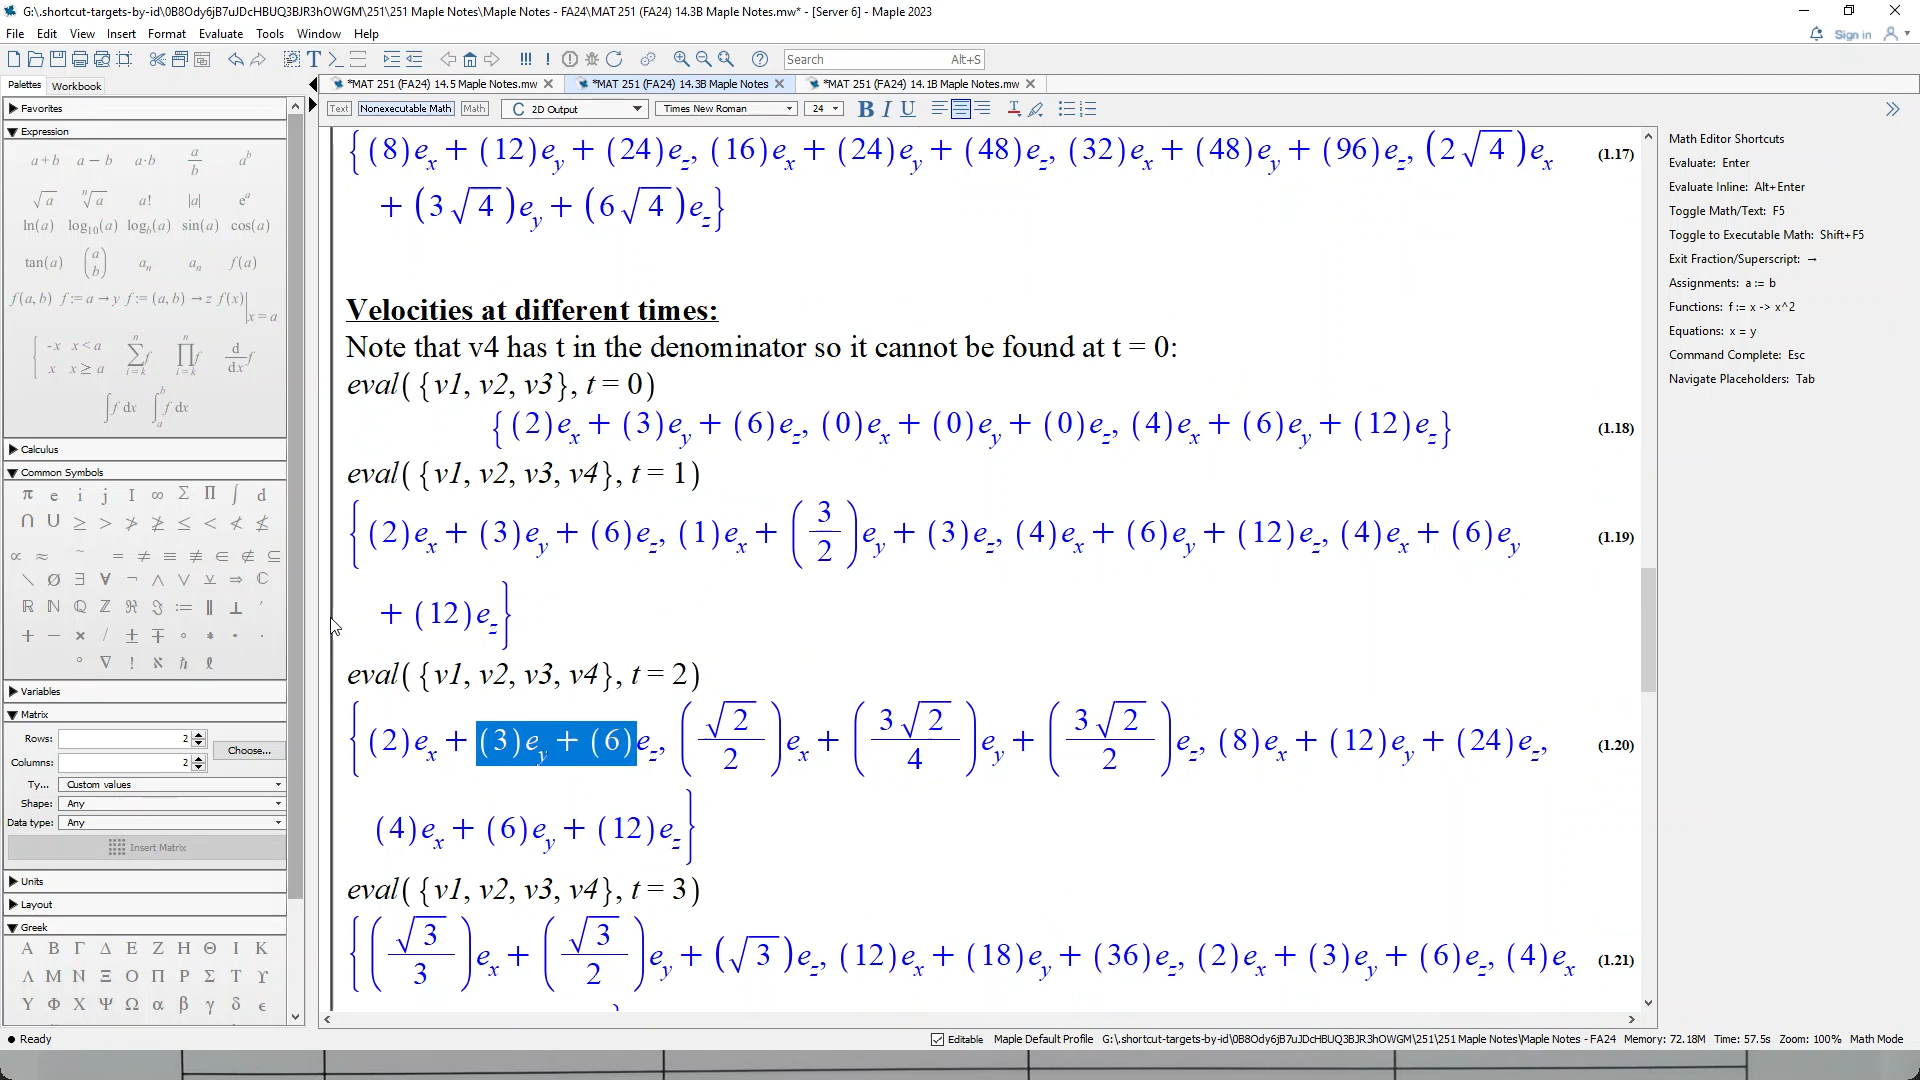 G:\.shortcut-targets-by-id\0B8Ody6jB7uJDcHBUQ3BJR3hOWGM\251\251 Maple Notes\Maple Notes - FA24\MAT 251 (FA24) 14.3B Maple Notes.mw* - [Server 6] - Maple 2023
File Edit View Insert Format Evaluate Tools Window Help
Sign in
Search Alt+S
Palettes Workbook
*MAT 251 (FA24) 14.5 Maple Notes.mw
*MAT 251 (FA24) 14.3B Maple Notes
*MAT 251 (FA24) 14.1B Maple Notes.mw
Text Nonexecutable Math Math C 2D Output Times New Roman 24 B I U
Favorites
Expression
a+b a−b a·b a/b a^b
√a ⁿ√a a! |a| e^a
ln(a) log₁₀(a) log_b(a) sin(a) cos(a)
tan(a) (a b) a_n a_n f(a)
f(a, b) f := a → y f := (a, b) → z f(x)|x = a
{ -x x < a x x ≥ a ∑_{i=k}^n f ∏_{i=k}^n f d/dx f
∫f dx ∫_a^b f dx
Calculus
Common Symbols
π e i j I ∞ Σ Π ∫ d
∩ ∪ ≥ > ≯ ≱ ≤ < ≮ ≰
∝ ≈ ~ = ≠ ≡ ≢ ∈ ∉ ⊆
\ Ø ∃ ∀ ¬ ∧ ∨ ⊻ ⇒ ℂ
ℝ ℕ ℚ ℤ ℜ ℑ := ∥ ⊥ ′
+ − × / ± ∓ ∘ * · ·
° ∇ ! ℵ ℏ ℓ
Variables
Matrix
Rows: 2
Columns: 2
Choose...
Ty... Custom values
Shape: Any
Data type: Any
Insert Matrix
Units
Layout
Greek
Α Β Γ Δ Ε Ζ Η Θ Ι Κ
Λ Μ Ν Ξ Ο Π Ρ Σ Τ ϒ
Υ Φ Χ Ψ Ω α β γ δ ϵ
{(8)e_x + (12)e_y + (24)e_z, (16)e_x + (24)e_y + (48)e_z, (32)e_x + (48)e_y + (96)e_z, (2√4)e_x (1.17)
+ (3√4)e_y + (6√4)e_z}
Velocities at different times:
Note that v4 has t in the denominator so it cannot be found at t = 0:
eval({v1, v2, v3}, t = 0)
{(2)e_x + (3)e_y + (6)e_z, (0)e_x + (0)e_y + (0)e_z, (4)e_x + (6)e_y + (12)e_z} (1.18)
eval({v1, v2, v3, v4}, t = 1)
{(2)e_x + (3)e_y + (6)e_z, (1)e_x + (3/2)e_y + (3)e_z, (4)e_x + (6)e_y + (12)e_z, (4)e_x + (6)e_y (1.19)
+ (12)e_z}
eval({v1, v2, v3, v4}, t = 2)
{(2)e_x + (3)e_y + (6)e_z, (√2/2)e_x + (3√2/4)e_y + (3√2/2)e_z, (8)e_x + (12)e_y + (24)e_z, (1.20)
(4)e_x + (6)e_y + (12)e_z}
eval({v1, v2, v3, v4}, t = 3)
{(√3/3)e_x + (√3/2)e_y + (√3)e_z, (12)e_x + (18)e_y + (36)e_z, (2)e_x + (3)e_y + (6)e_z, (4)e_x (1.21)
Math Editor Shortcuts
Evaluate: Enter
Evaluate Inline: Alt+Enter
Toggle Math/Text: F5
Toggle to Executable Math: Shift+F5
Exit Fraction/Superscript: →
Assignments: a := b
Functions: f := x -> x^2
Equations: x = y
Command Complete: Esc
Navigate Placeholders: Tab
Ready
Editable Maple Default Profile G:\.shortcut-targets-by-id\0B8Ody6jB7uJDcHBUQ3BJR3hOWGM\251\251 Maple Notes\Maple Notes - FA24 Memory: 72.18M Time: 57.5s Zoom: 100% Math Mode